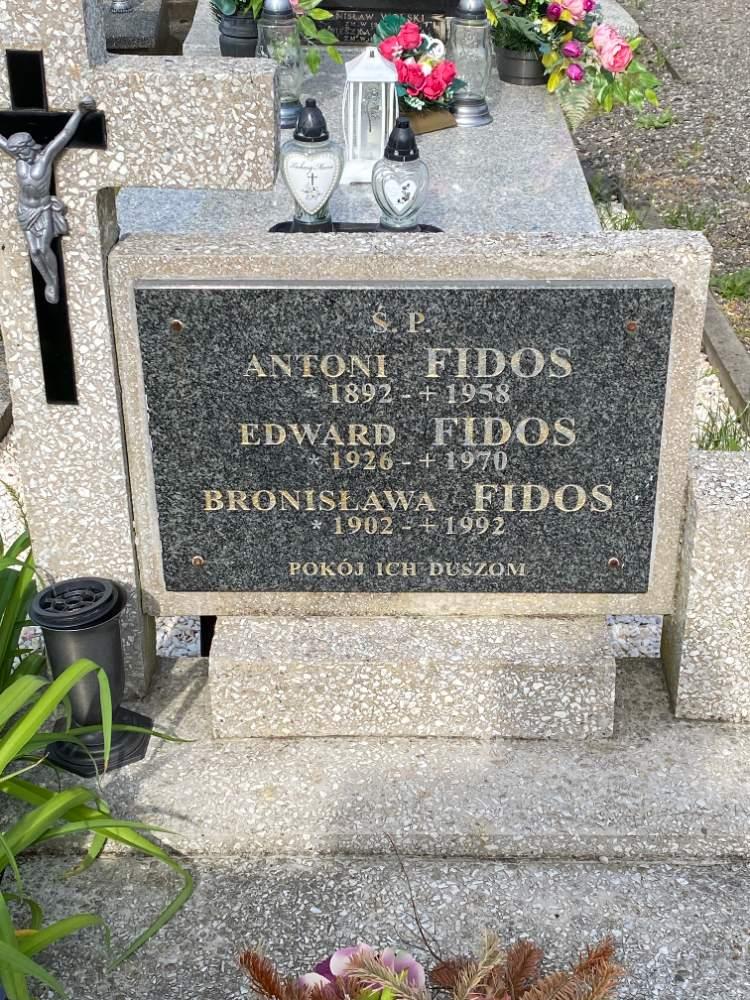 Ś. P.
ANTONI FIDOS
* 1892 - + 1958
EDWARD FIDOS
* 1926 - + 1970
BRONISŁAWA FIDOS
* 1902 - + 1992
POKÓJ ICH DUSZOM